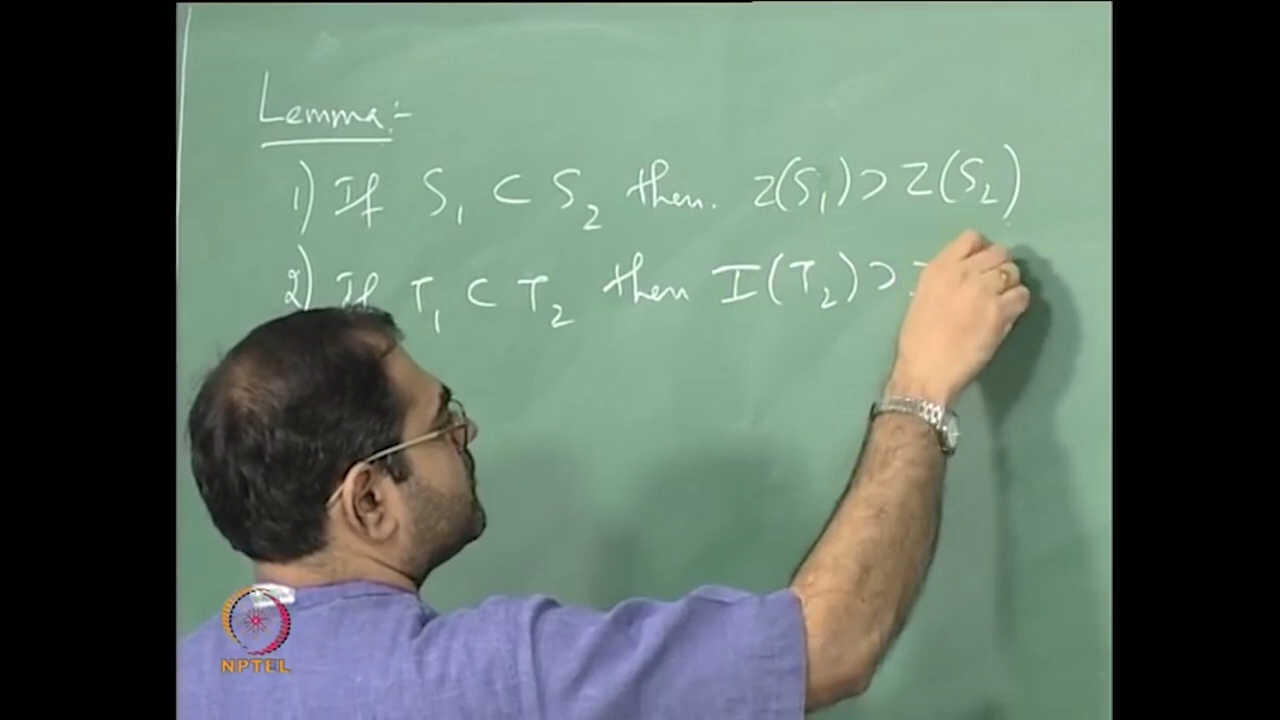 Lemma:-
1) If S₁ ⊂ S₂ then. Z(S₁) ⊃ Z(S₂)
2) If T₁ ⊂ T₂ then I(T₂) ⊃
NPTEL